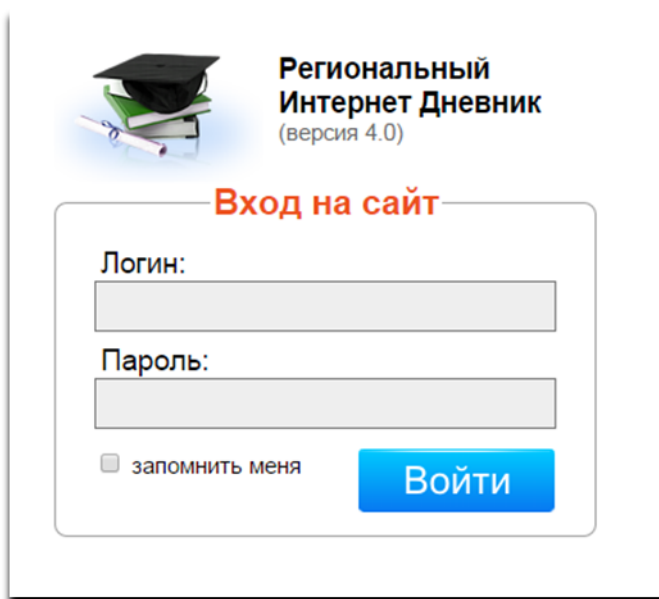 Региональный
Интернет Дневник
(версия 4.0)
Вход на сайт
Логин:
Пароль:
запомнить меня
Войти